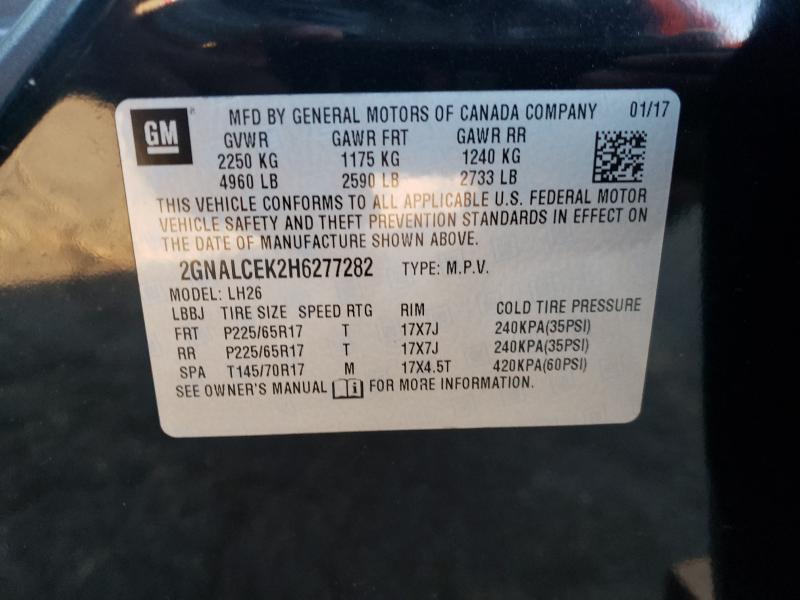 GM
MFD BY GENERAL MOTORS OF CANADA COMPANY 01/17
GVWR GAWR FRT GAWR RR
2250 KG 1175 KG 1240 KG
4960 LB 2590 LB 2733 LB
THIS VEHICLE CONFORMS TO ALL APPLICABLE U.S. FEDERAL MOTOR
VEHICLE SAFETY AND THEFT PREVENTION STANDARDS IN EFFECT ON
THE DATE OF MANUFACTURE SHOWN ABOVE.
2GNALCEK2H6277282 TYPE: M.P.V.
MODEL: LH26
LBBJ TIRE SIZE SPEED RTG RIM COLD TIRE PRESSURE
FRT P225/65R17 T 17X7J 240KPA(35PSI)
RR P225/65R17 T 17X7J 240KPA(35PSI)
SPA T145/70R17 M 17X4.5T 420KPA(60PSI)
SEE OWNER'S MANUAL i FOR MORE INFORMATION.